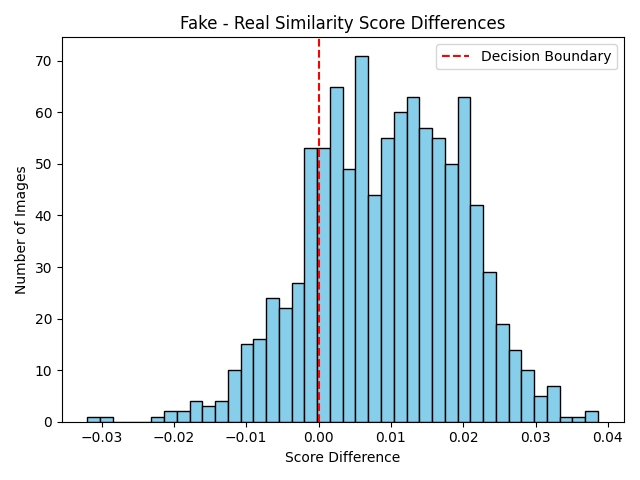 Fake - Real Similarity Score Differences
Decision Boundary
Number of Images
70
60
50
40
30
20
10
0
−0.03 −0.02 −0.01 0.00 0.01 0.02 0.03 0.04
Score Difference